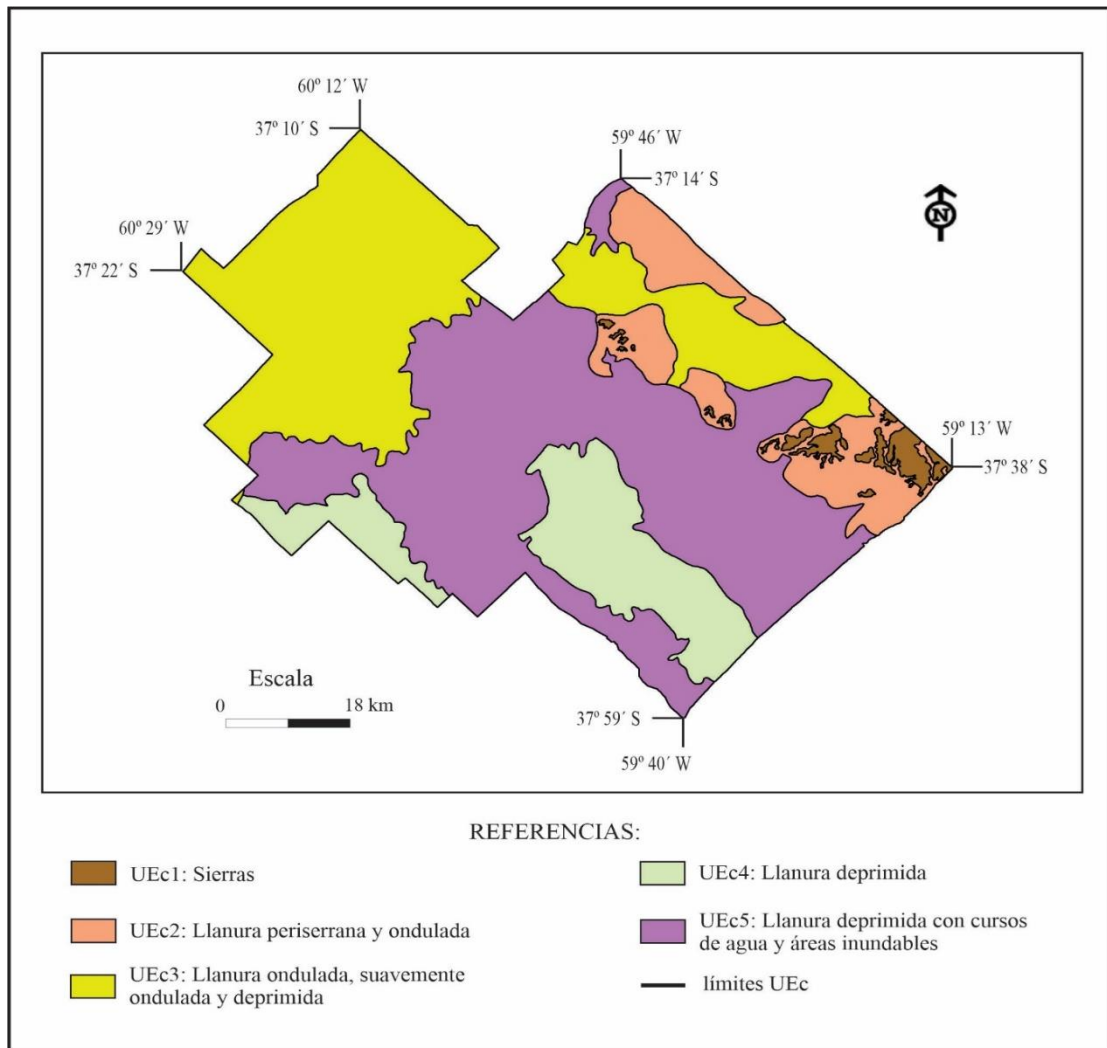 60º 12´ W
37º 10´ S
59º 46´ W
37º 14´ S
60º 29´ W
37º 22´ S
N
59º 13´ W
37º 38´ S
Escala
0 18 km
37º 59´ S
59º 40´ W
REFERENCIAS:
UEc1: Sierras
UEc2: Llanura periserrana y ondulada
UEc3: Llanura ondulada, suavemente
ondulada y deprimida
UEc4: Llanura deprimida
UEc5: Llanura deprimida con cursos
de agua y áreas inundables
límites UEc